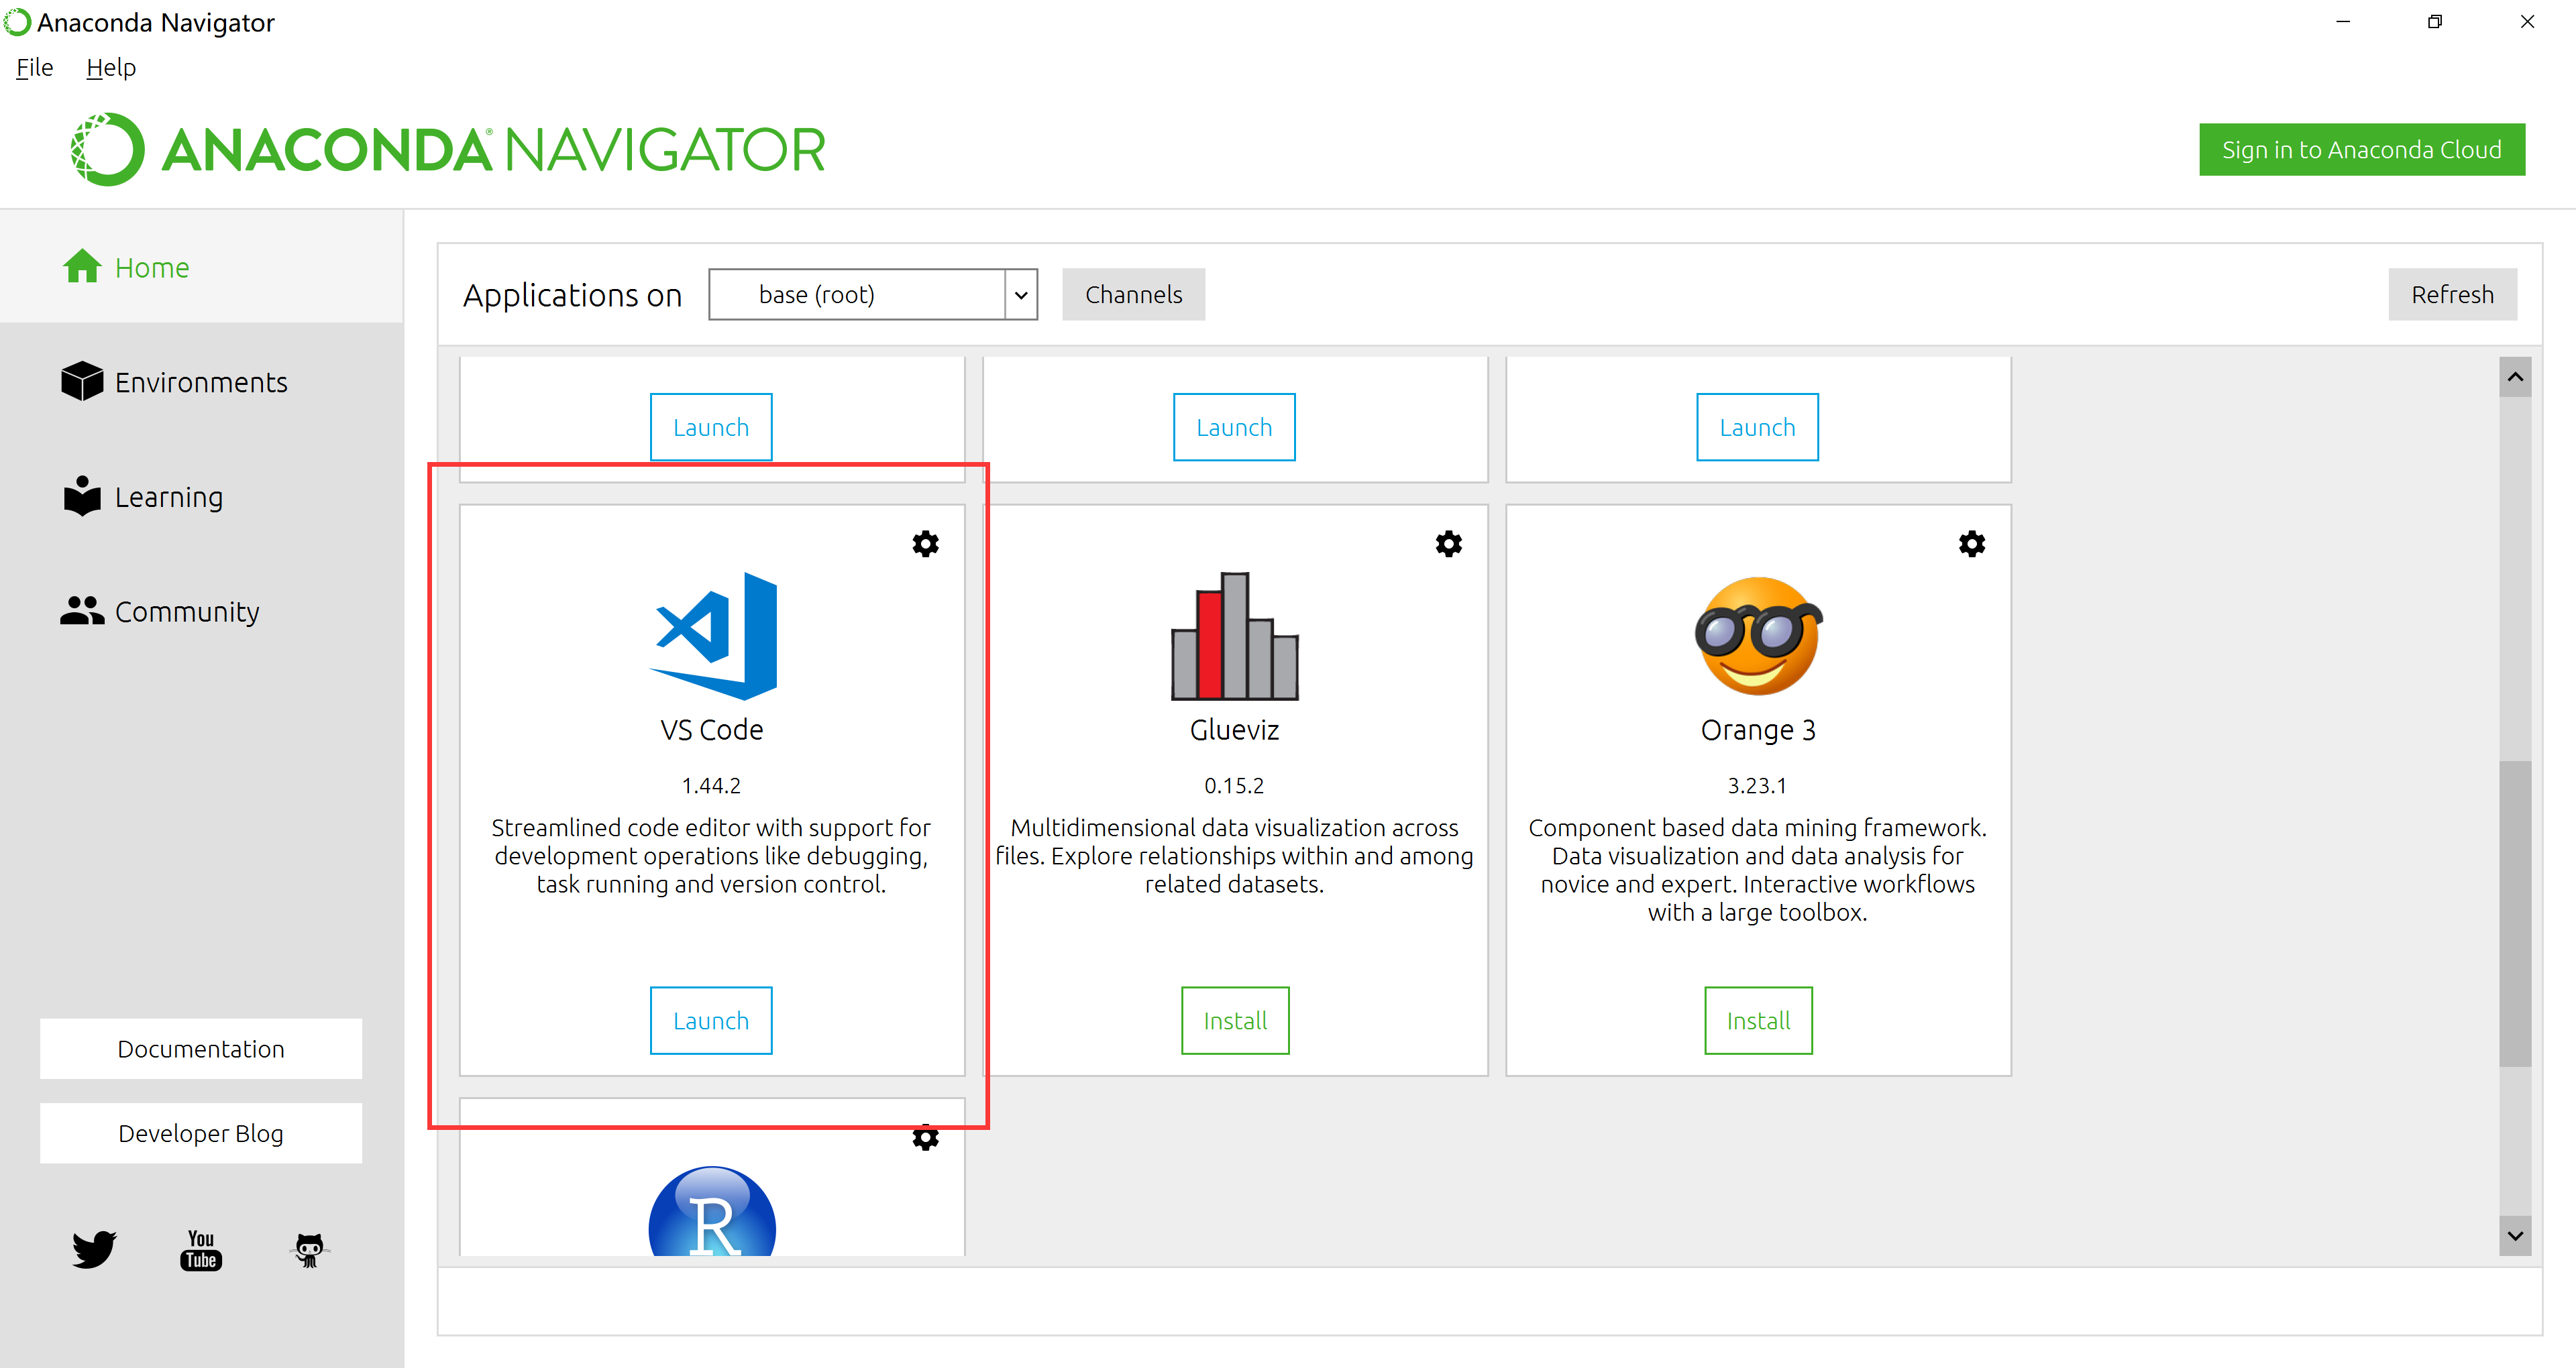 Anaconda Navigator
File Help
ANACONDA® NAVIGATOR
Sign in to Anaconda Cloud
Home
Environments
Learning
Community
Documentation
Developer Blog
You
Tube
Applications on
base (root)
Channels
Refresh
Launch
Launch
Launch
VS Code
1.44.2
Streamlined code editor with support for
development operations like debugging,
task running and version control.
Launch
Glueviz
0.15.2
Multidimensional data visualization across
files. Explore relationships within and among
related datasets.
Install
Orange 3
3.23.1
Component based data mining framework.
Data visualization and data analysis for
novice and expert. Interactive workflows
with a large toolbox.
Install
R